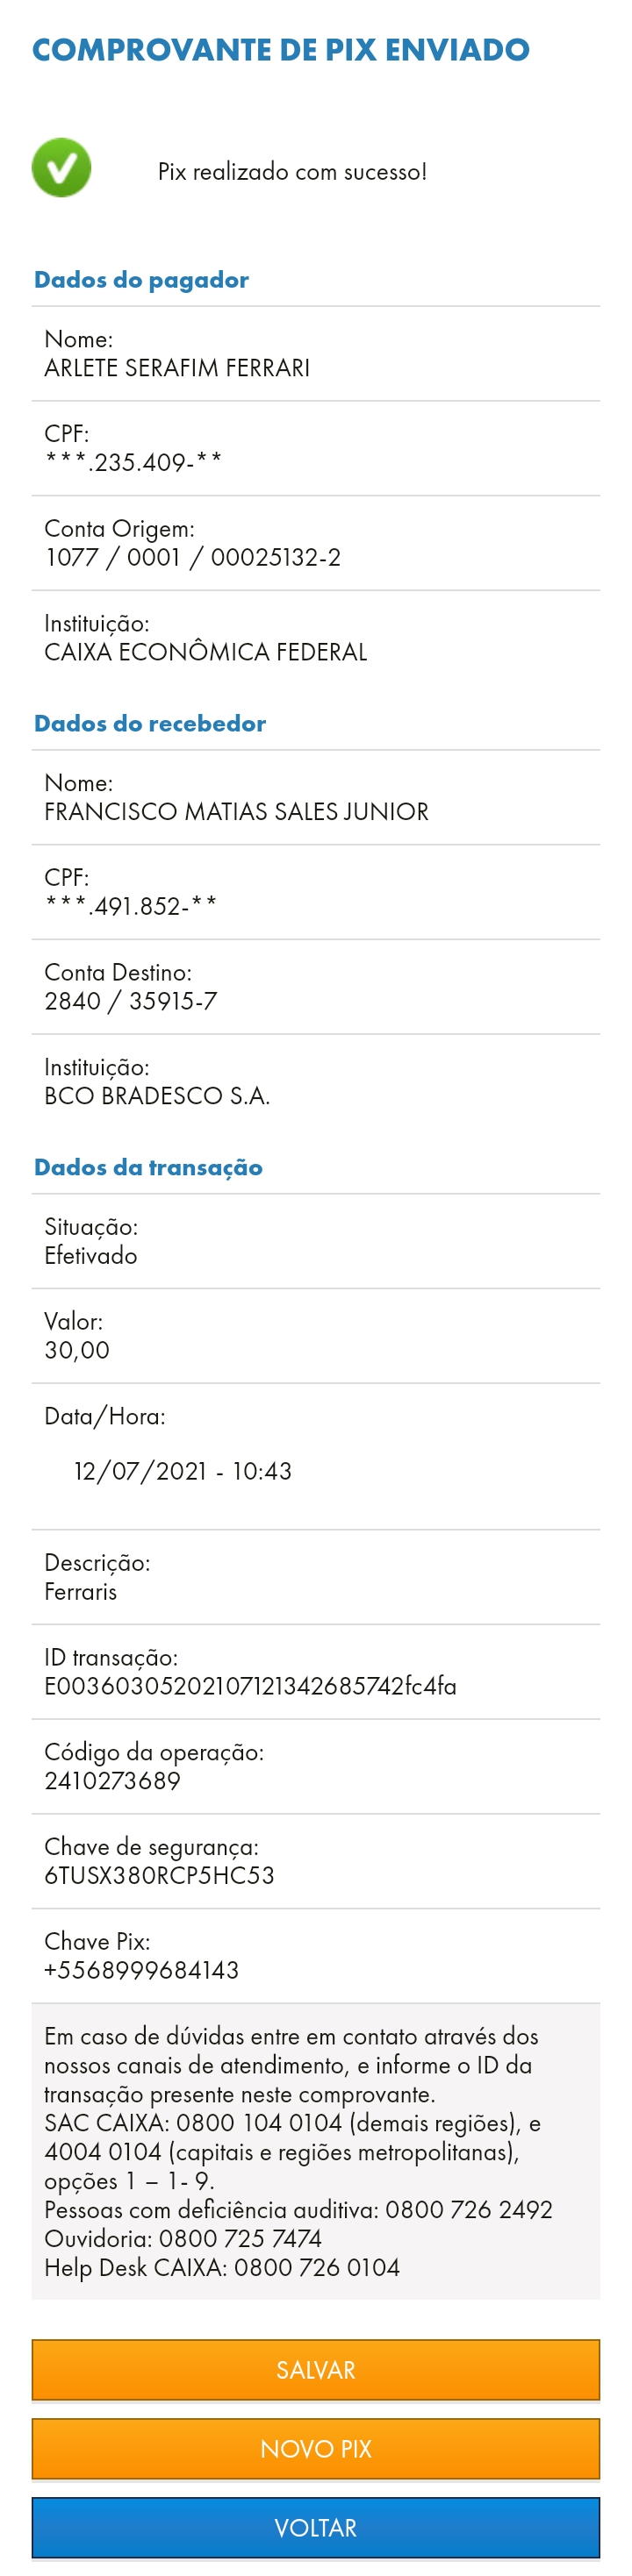 COMPROVANTE DE PIX ENVIADO
Pix realizado com sucesso!
Dados do pagador
Nome:
ARLETE SERAFIM FERRARI
CPF:
***.235.409-**
Conta Origem:
1077 / 0001 / 00025132-2
Instituição:
CAIXA ECONÔMICA FEDERAL
Dados do recebedor
Nome:
FRANCISCO MATIAS SALES JUNIOR
CPF:
***.491.852-**
Conta Destino:
2840 / 35915-7
Instituição:
BCO BRADESCO S.A.
Dados da transação
Situação:
Efetivado
Valor:
30,00
Data/Hora:
12/07/2021 - 10:43
Descrição:
Ferraris
ID transação:
E00360305202107121342685742fc4fa
Código da operação:
2410273689
Chave de segurança:
6TUSX380RCP5HC53
Chave Pix:
+5568999684143
Em caso de dúvidas entre em contato através dos
nossos canais de atendimento, e informe o ID da
transação presente neste comprovante.
SAC CAIXA: 0800 104 0104 (demais regiões), e
4004 0104 (capitais e regiões metropolitanas),
opções 1 – 1- 9.
Pessoas com deficiência auditiva: 0800 726 2492
Ouvidoria: 0800 725 7474
Help Desk CAIXA: 0800 726 0104
SALVAR
NOVO PIX
VOLTAR